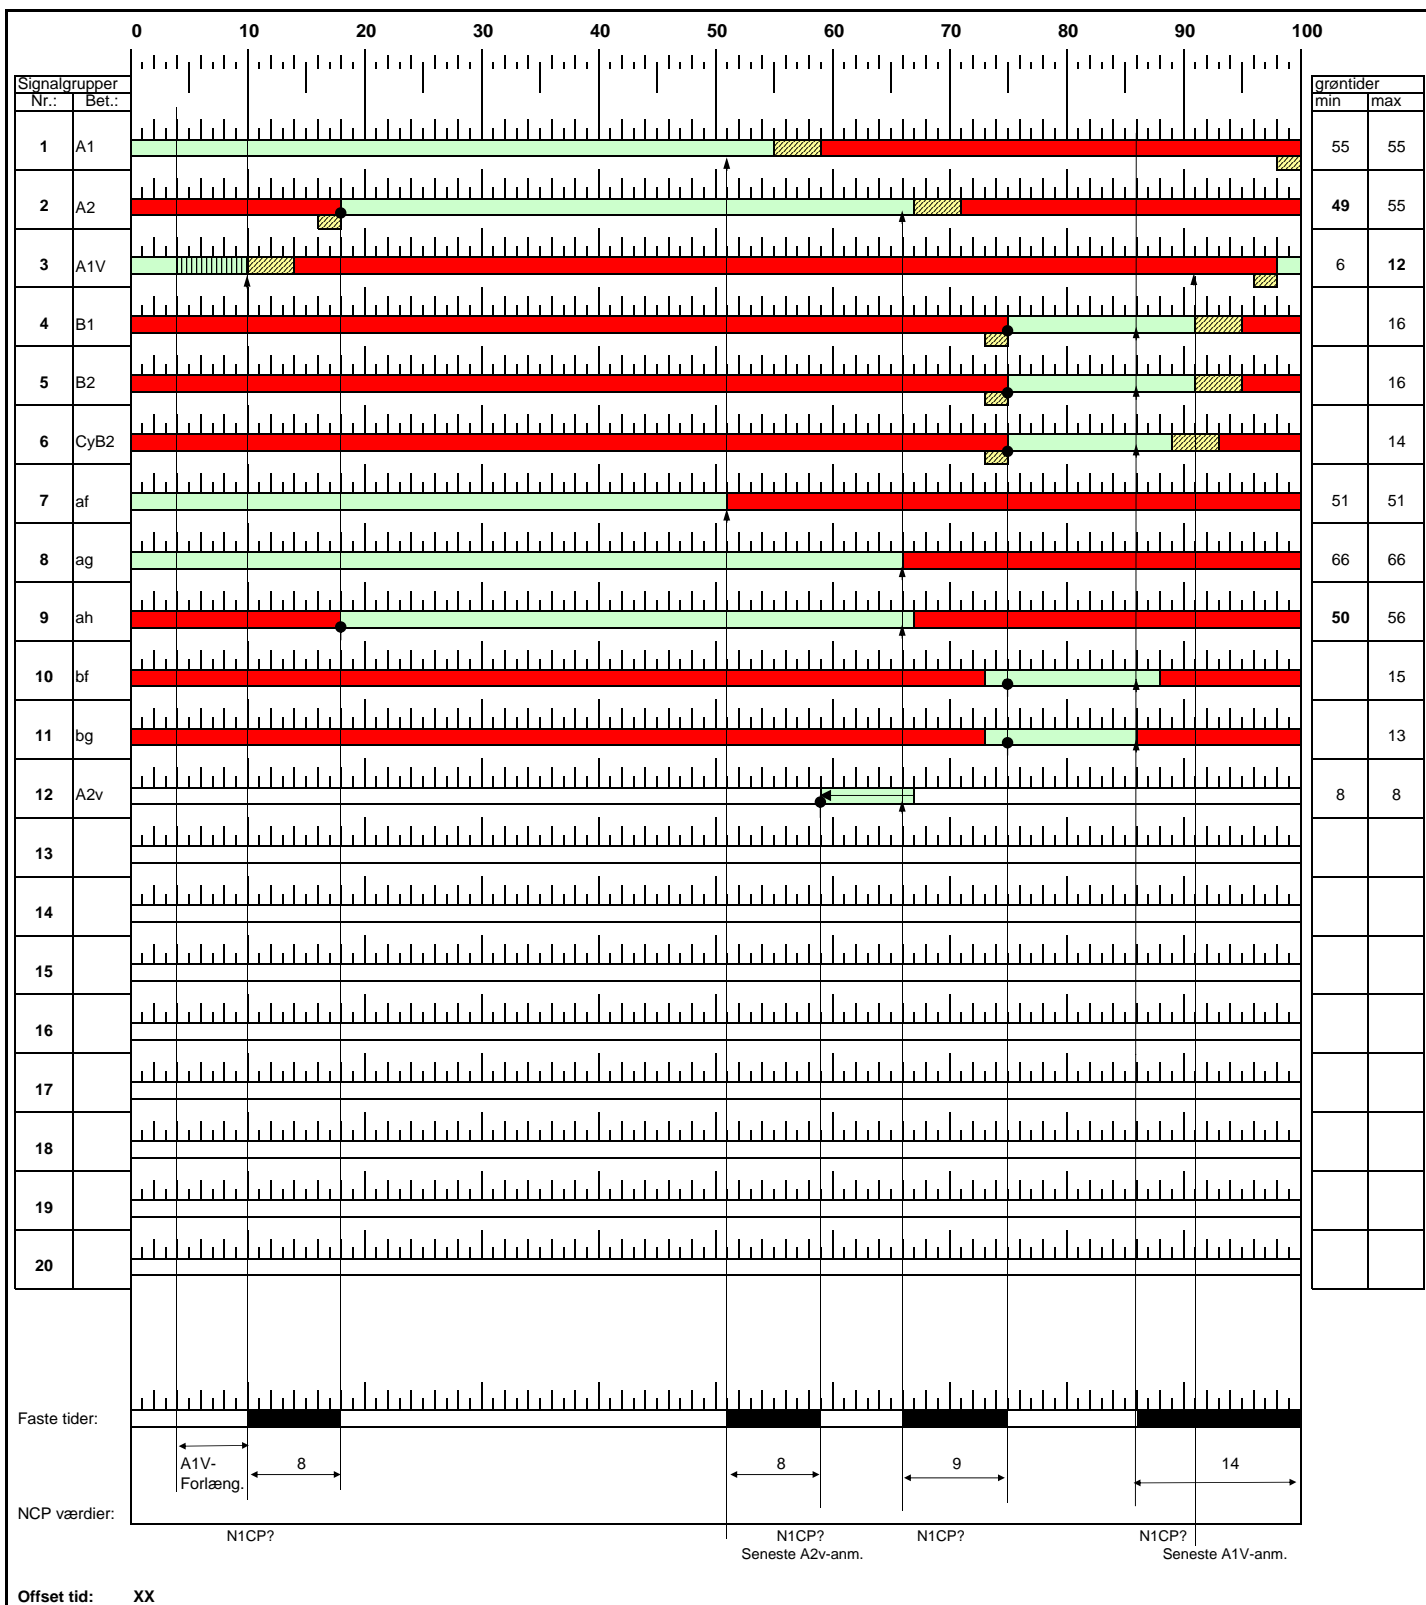 0 10 20 30 40 50 60 70 80 90 100
Signalgrupper grøntider
Nr.: Bet.: min max
1 A1 55 55
2 A2 49 55
3 A1V 6 12
4 B1 16
5 B2 16
6 CyB2 14
7 af 51 51
8 ag 66 66
9 ah 50 56
10 bf 15
11 bg 13
12 A2v 8 8
13
14
15
16
17
18
19
20
Faste tider:
A1V- 8 8 9 14
Forlæng.
NCP værdier:
N1CP? N1CP? N1CP? N1CP?
Seneste A2v-anm. Seneste A1V-anm.
Offset tid: XX